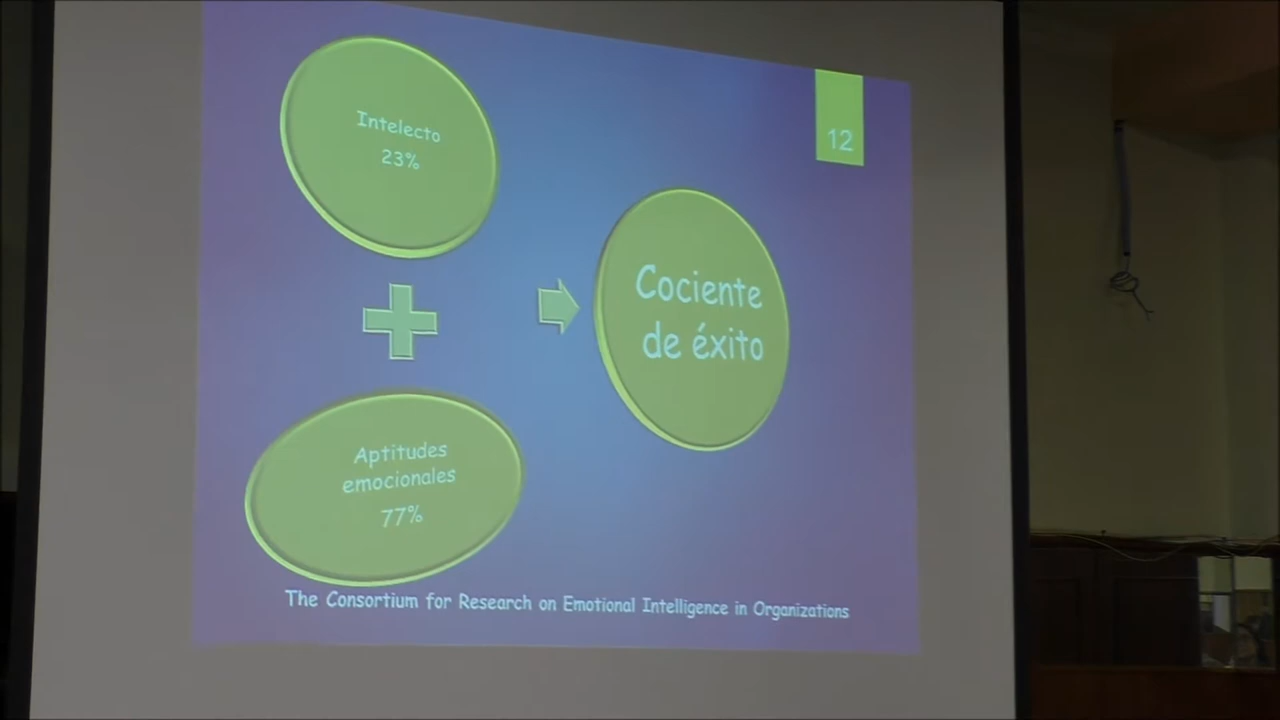 Intelecto
23%
12
Cociente
de éxito
Aptitudes
emocionales
77%
The Consortium for Research on Emotional Intelligence in Organizations